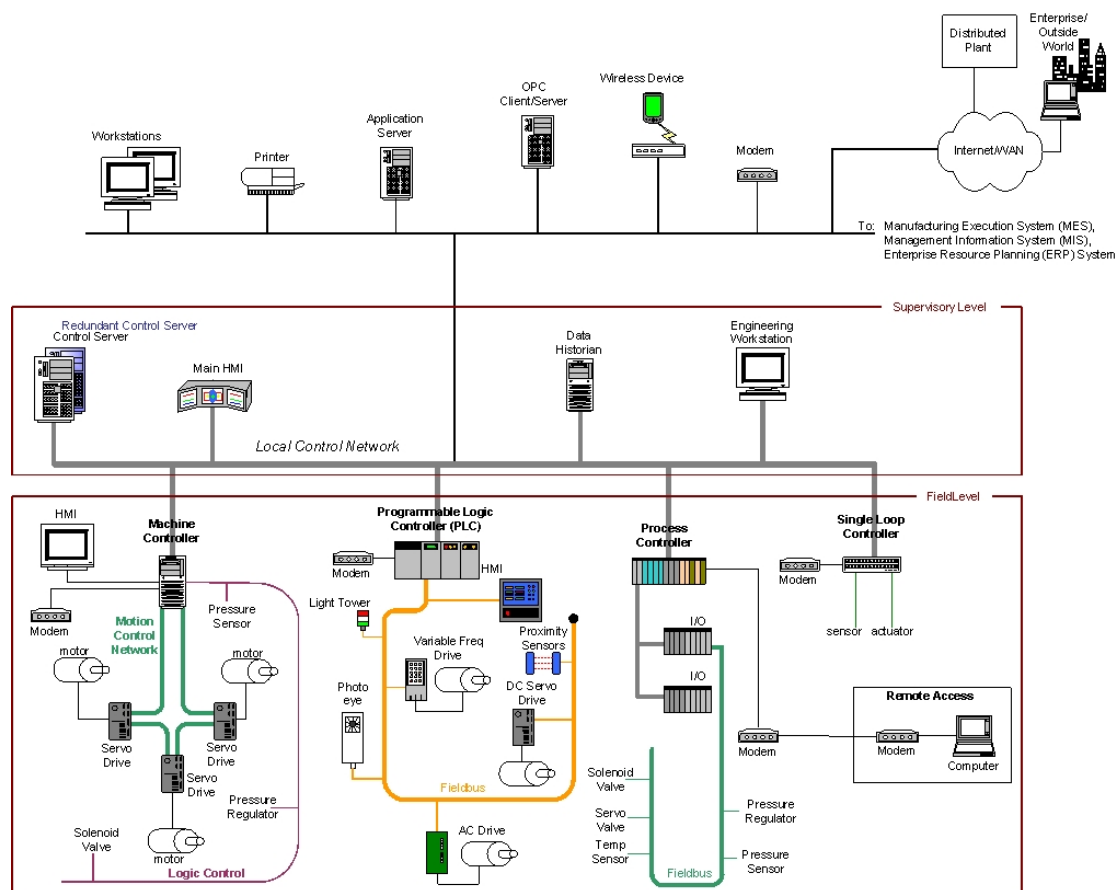 Distributed
Plant
Enterprise/
Outside
World
Workstations
Printer
Application
Server
OPC
Client/Server
Wireless Device
Modem
Internet/WAN
To: Manufacturing Execution System (MES),
Management Information System (MIS),
Enterprise Resource Planning (ERP) System
Supervisory Level
Redundant Control Server
Control Server
Main HMI
Data
Historian
Engineering
Workstation
Local Control Network
Field Level
HMI
Machine
Controller
Programmable Logic
Controller (PLC)
Process
Controller
Single Loop
Controller
Modem
Motion
Control
Network
Pressure
Sensor
Modem
HMI
Light Tower
Variable Freq
Drive
Proximity
Sensors
I/O
I/O
Modem
sensor
actuator
motor
motor
Photo
eye
DC Servo
Drive
Servo
Drive
Servo
Drive
Servo
Drive
motor
Pressure
Regulator
Solenoid
Valve
Logic Control
Fieldbus
AC Drive
Remote Access
Modem
Modem
Computer
Solenoid
Valve
Servo
Valve
Temp
Sensor
Pressure
Regulator
Pressure
Sensor
Fieldbus